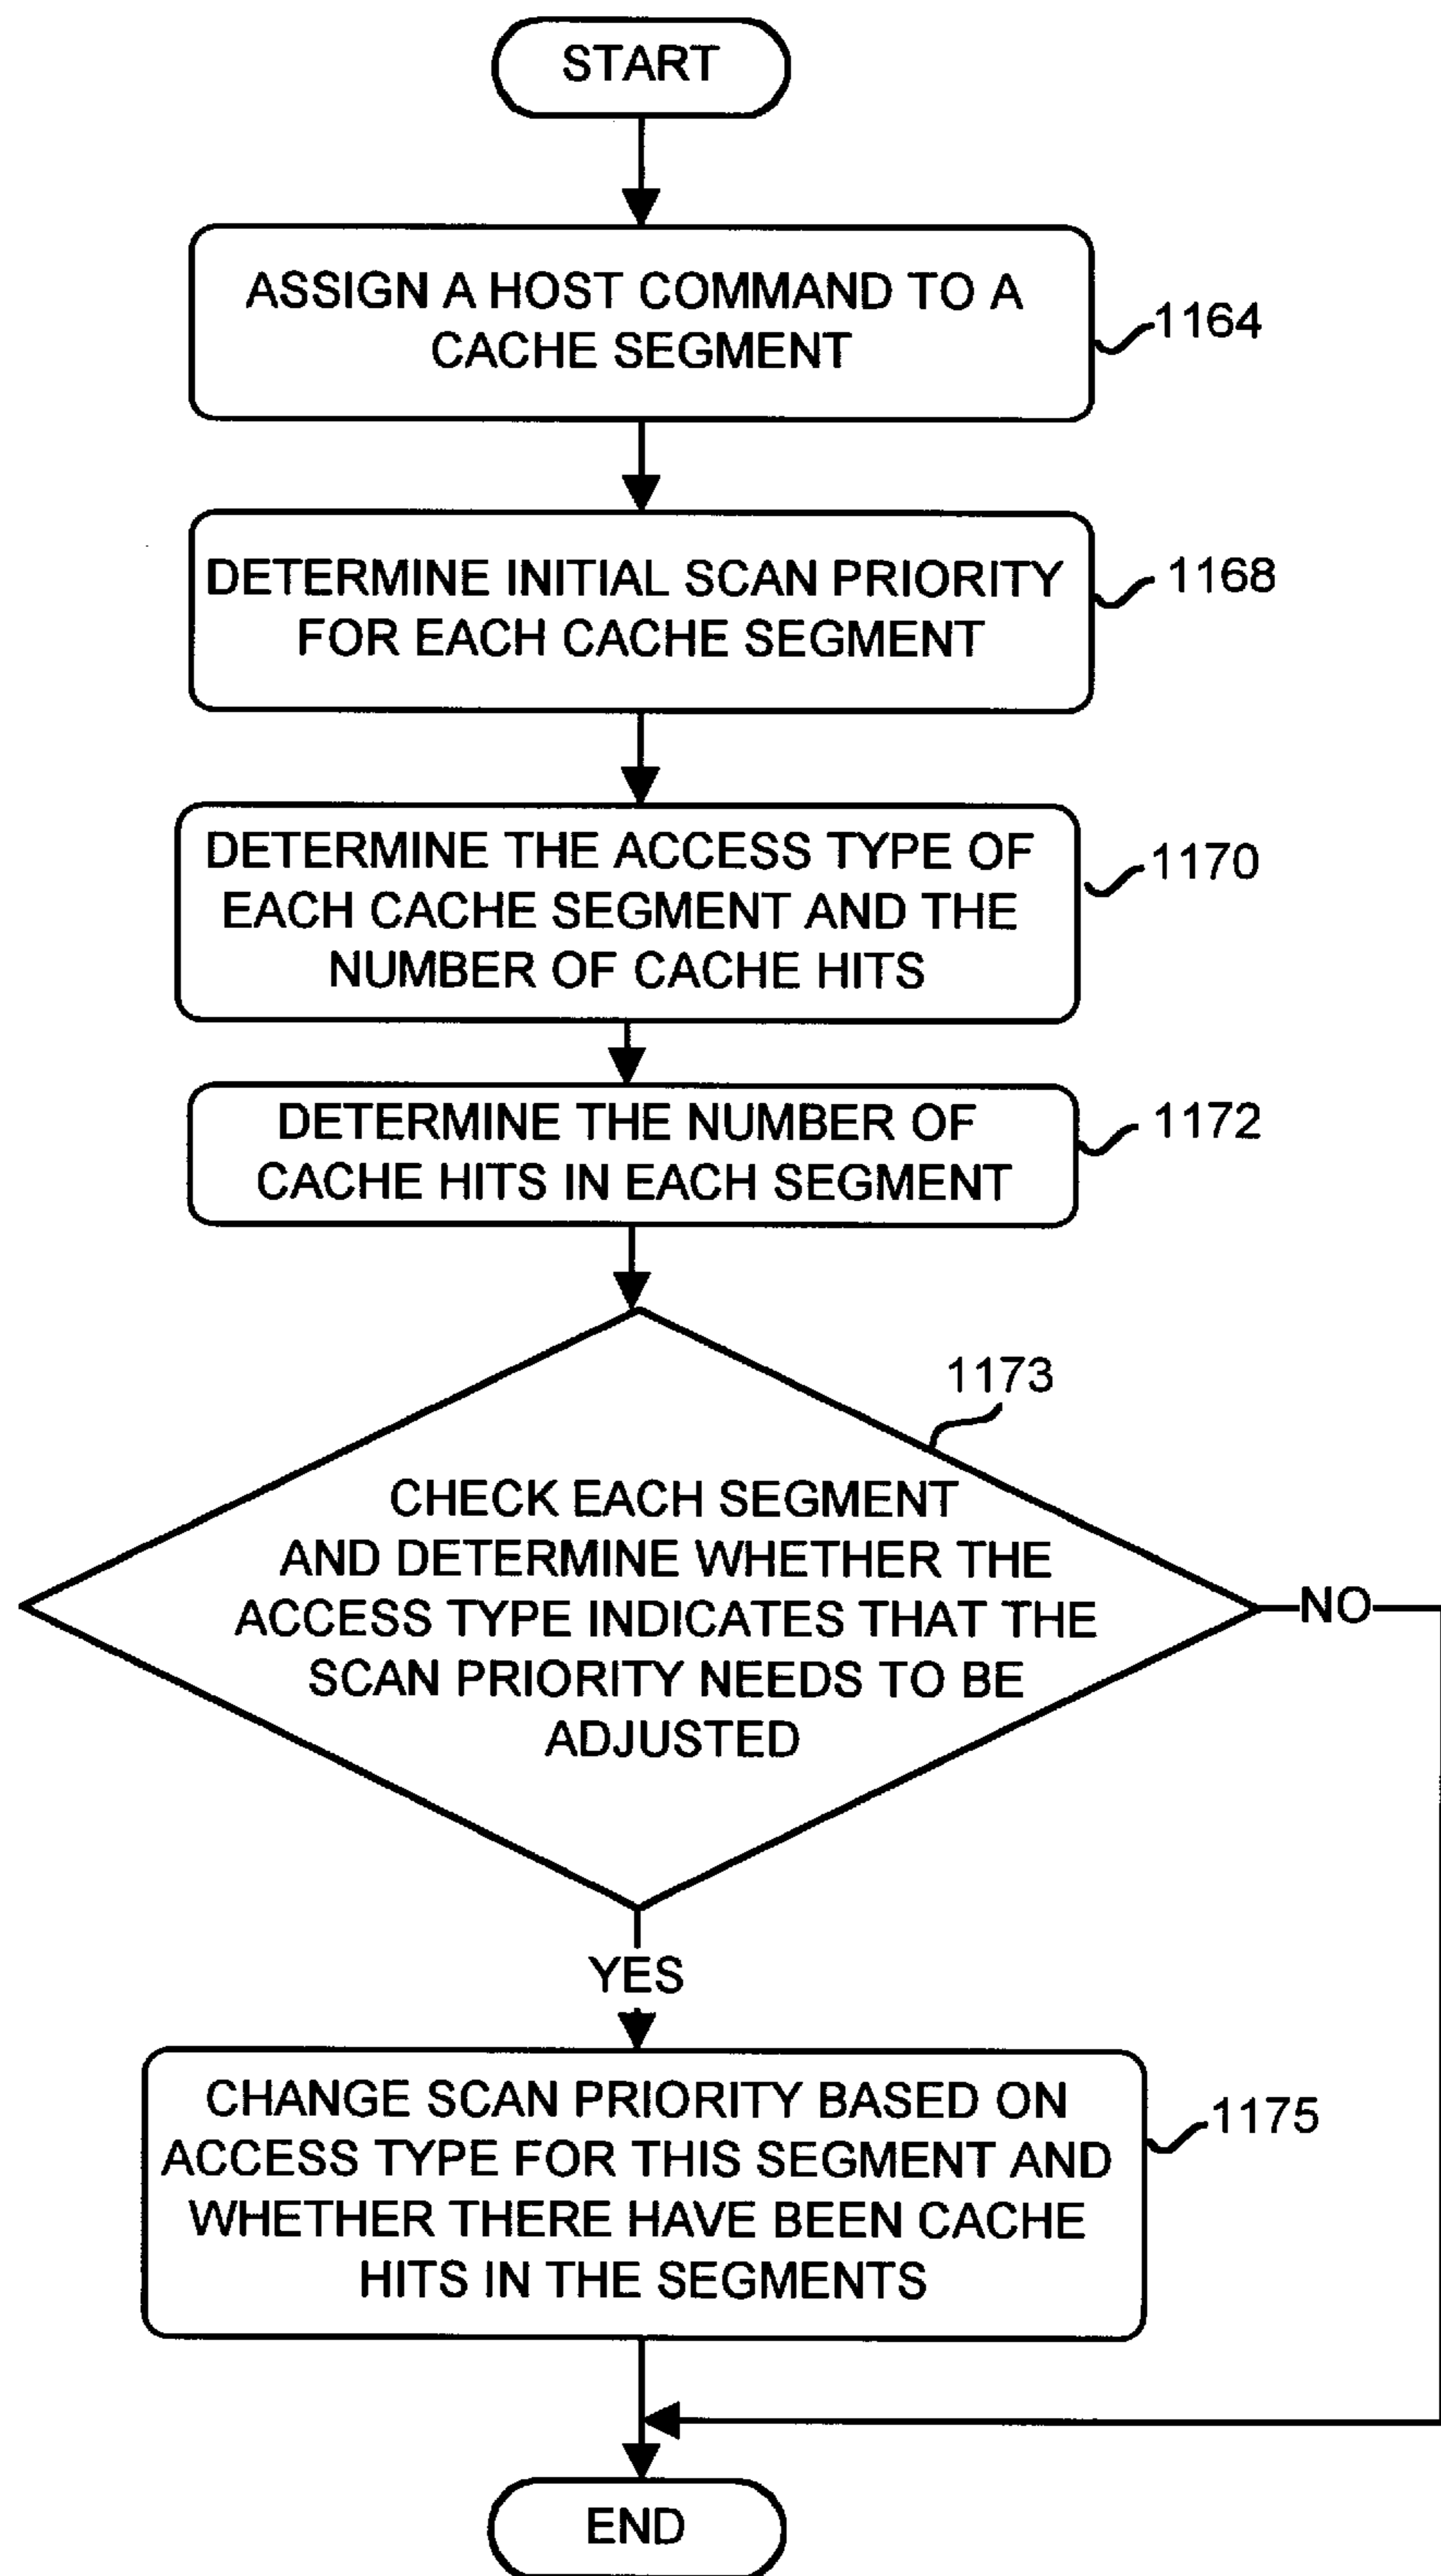 START
ASSIGN A HOST COMMAND TO A
CACHE SEGMENT
1164
DETERMINE INITIAL SCAN PRIORITY
FOR EACH CACHE SEGMENT
1168
DETERMINE THE ACCESS TYPE OF
EACH CACHE SEGMENT AND THE
NUMBER OF CACHE HITS
1170
DETERMINE THE NUMBER OF
CACHE HITS IN EACH SEGMENT
1172
1173
CHECK EACH SEGMENT
AND DETERMINE WHETHER THE
ACCESS TYPE INDICATES THAT THE
SCAN PRIORITY NEEDS TO BE
ADJUSTED
NO
YES
CHANGE SCAN PRIORITY BASED ON
ACCESS TYPE FOR THIS SEGMENT AND
WHETHER THERE HAVE BEEN CACHE
HITS IN THE SEGMENTS
1175
END